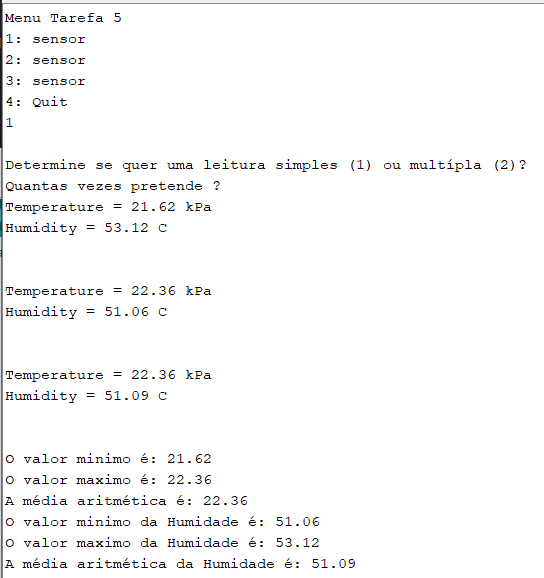 Menu Tarefa 5
1: sensor
2: sensor
3: sensor
4: Quit
1
Determine se quer uma leitura simples (1) ou multípla (2)?
Quantas vezes pretende ?
Temperature = 21.62 kPa
Humidity = 53.12 C
Temperature = 22.36 kPa
Humidity = 51.06 C
Temperature = 22.36 kPa
Humidity = 51.09 C
O valor minimo é: 21.62
O valor maximo é: 22.36
A média aritmética é: 22.36
O valor minimo da Humidade é: 51.06
O valor maximo da Humidade é: 53.12
A média aritmética da Humidade é: 51.09